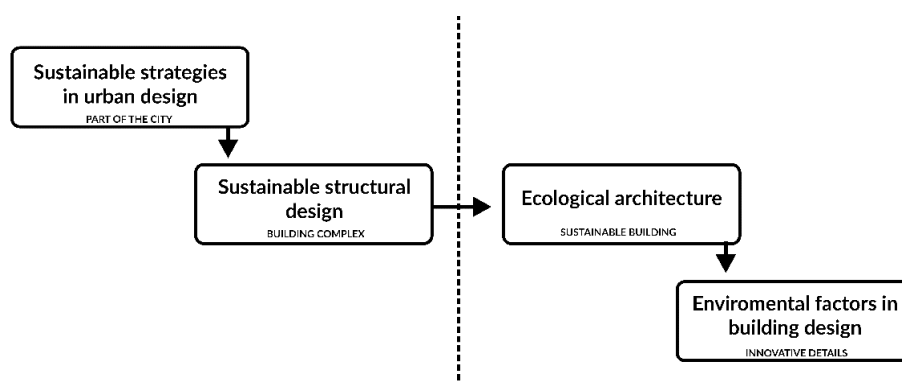 Sustainable strategies
in urban design
PART OF THE CITY
Sustainable structural
design
BUILDING COMPLEX
Ecological architecture
SUSTAINABLE BUILDING
Enviromental factors in
building design
INNOVATIVE DETAILS